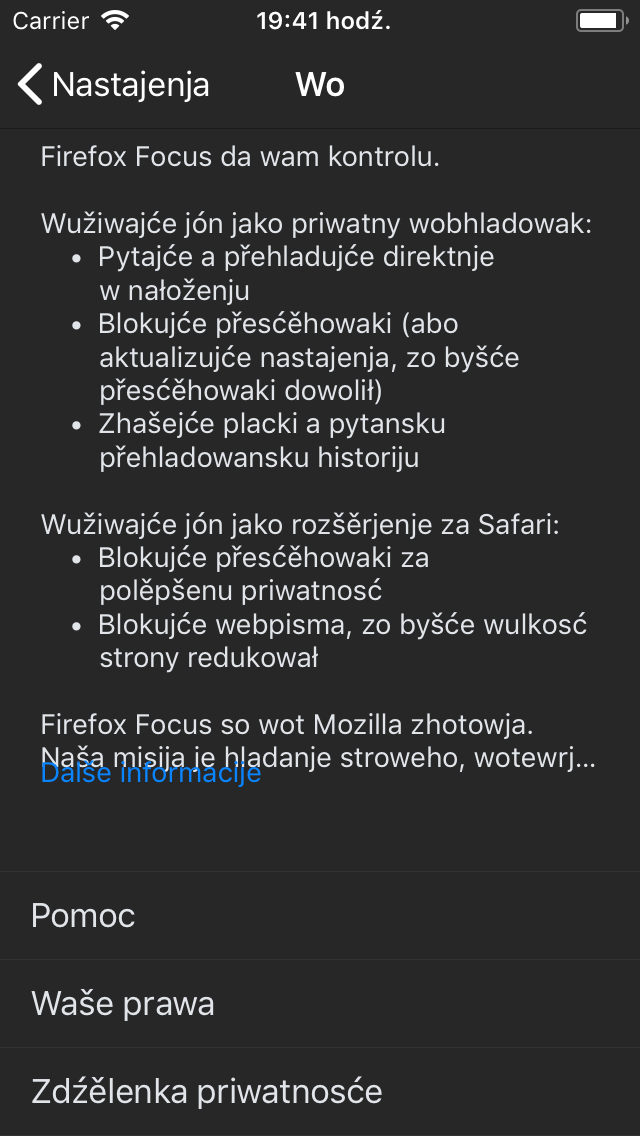 Carrier 19:41 hodź.
Nastajenja Wo
Firefox Focus da wam kontrolu.
Wužiwajće jón jako priwatny wobhladowak:
• Pytajće a přehladujće direktnje
w nałoženju
• Blokujće přesćěhowaki (abo
aktualizujće nastajenja, zo byšće
přesćěhowaki dowolił)
• Zhašejće placki a pytansku
přehladowansku historiju
Wužiwajće jón jako rozšěrjenje za Safari:
• Blokujće přesćěhowaki za
polěpšenu priwatnosć
• Blokujće webpisma, zo byšće wulkosć
strony redukował
Firefox Focus so wot Mozilla zhotowja.
Naša misija je hladanje stroweho, wotewrj...
Dalše informacije
Pomoc
Waše prawa
Zdźělenka priwatnosće